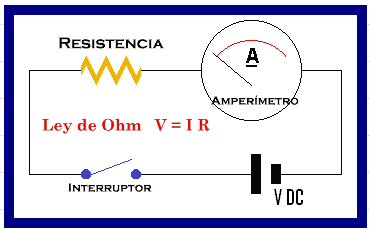 Resistencia
A
Amperímetro
Ley de Ohm V = I R
Interruptor
V DC